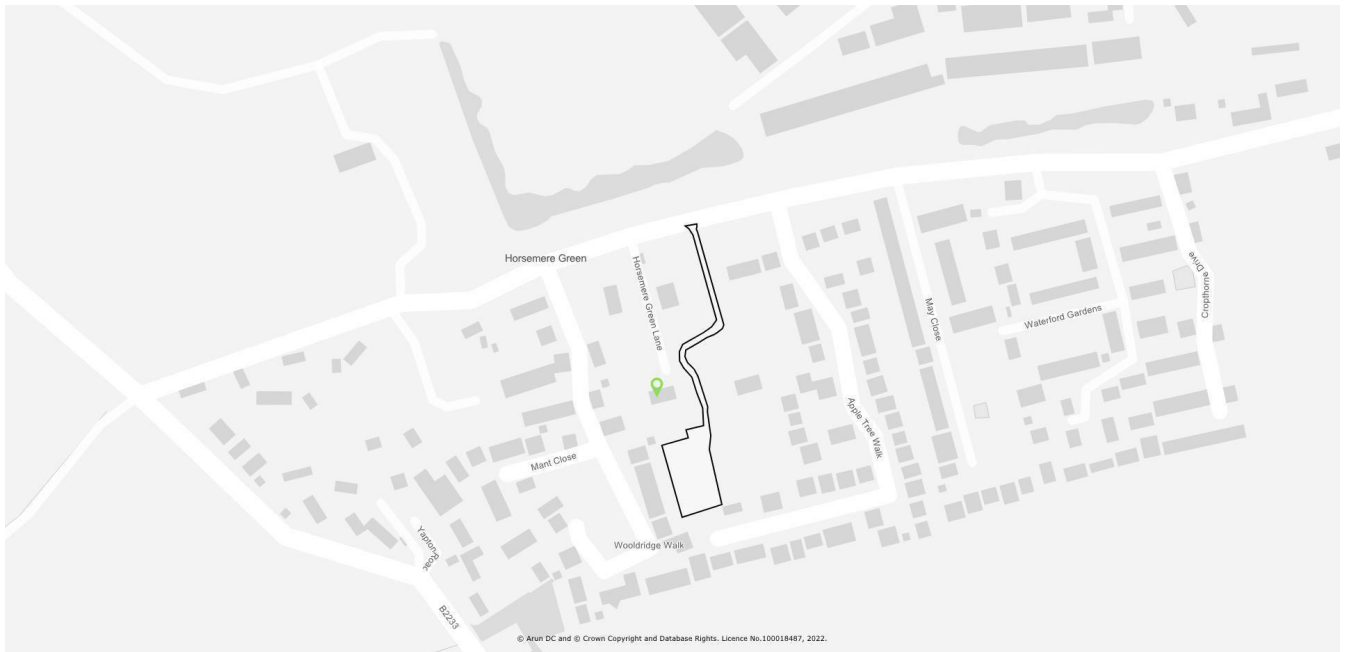 Horsemere Green
Horsemere Green Lane
May Close
Waterford Gardens
Cropthorne Drive
Apple Tree Walk
Mant Close
Yapton Road
Wooldridge Walk
B2233
© Arun DC and © Crown Copyright and Database Rights. Licence No.100018487, 2022.